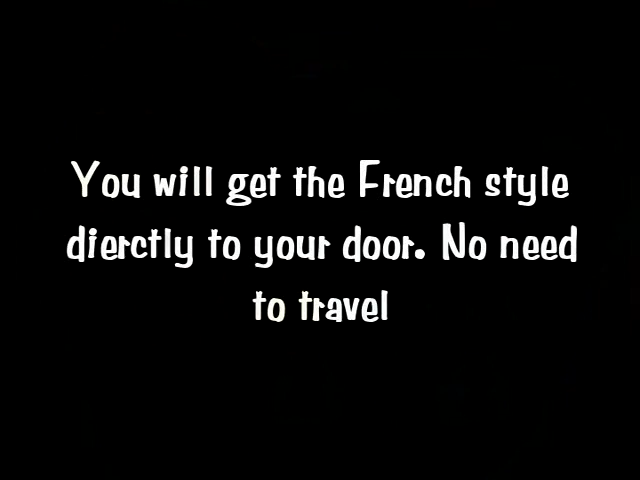 You will get the French style
dierctly to your door. No need
to travel